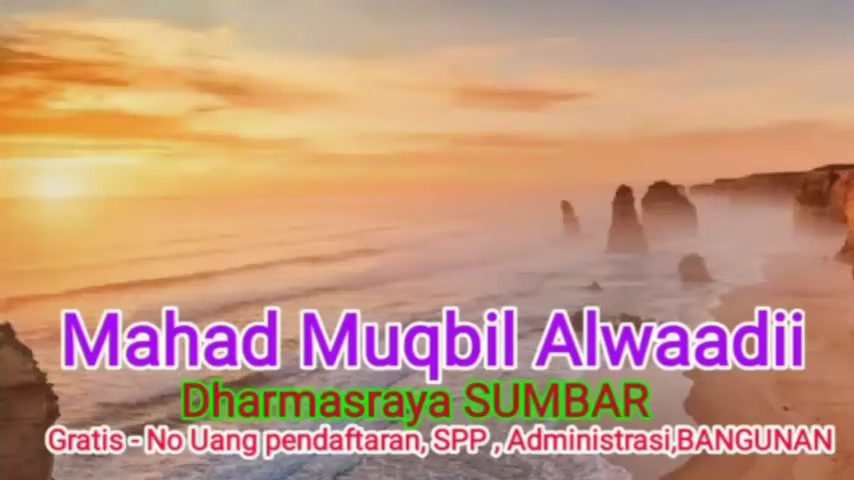 Mahad Muqbil Alwaadii
Dharmasraya SUMBAR
Gratis - No Uang pendaftaran, SPP , Administrasi,BANGUNAN